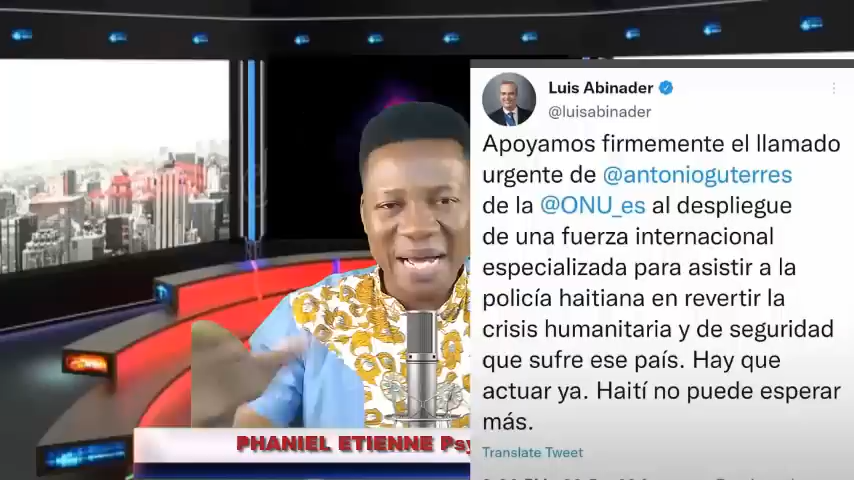 Luis Abinader
@luisabinader
Apoyamos firmemente el llamado
urgente de @antonioguterres
de la @ONU_es al despliegue
de una fuerza internacional
especializada para asistir a la
policía haitiana en revertir la
crisis humanitaria y de seguridad
que sufre ese país. Hay que
actuar ya. Haití no puede esperar
más.
Translate Tweet
PHANIEL ETIENNE Psy